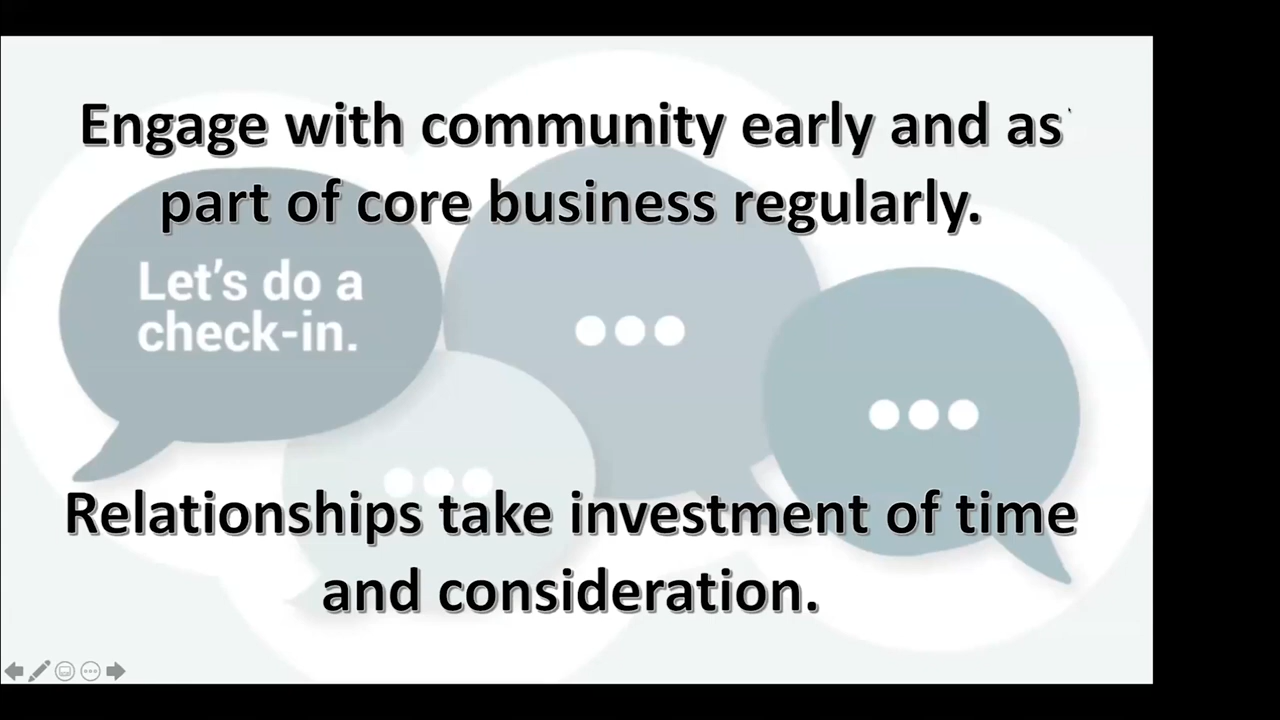 Engage with community early and as
part of core business regularly.
Let's do a
check-in.
Relationships take investment of time
and consideration.